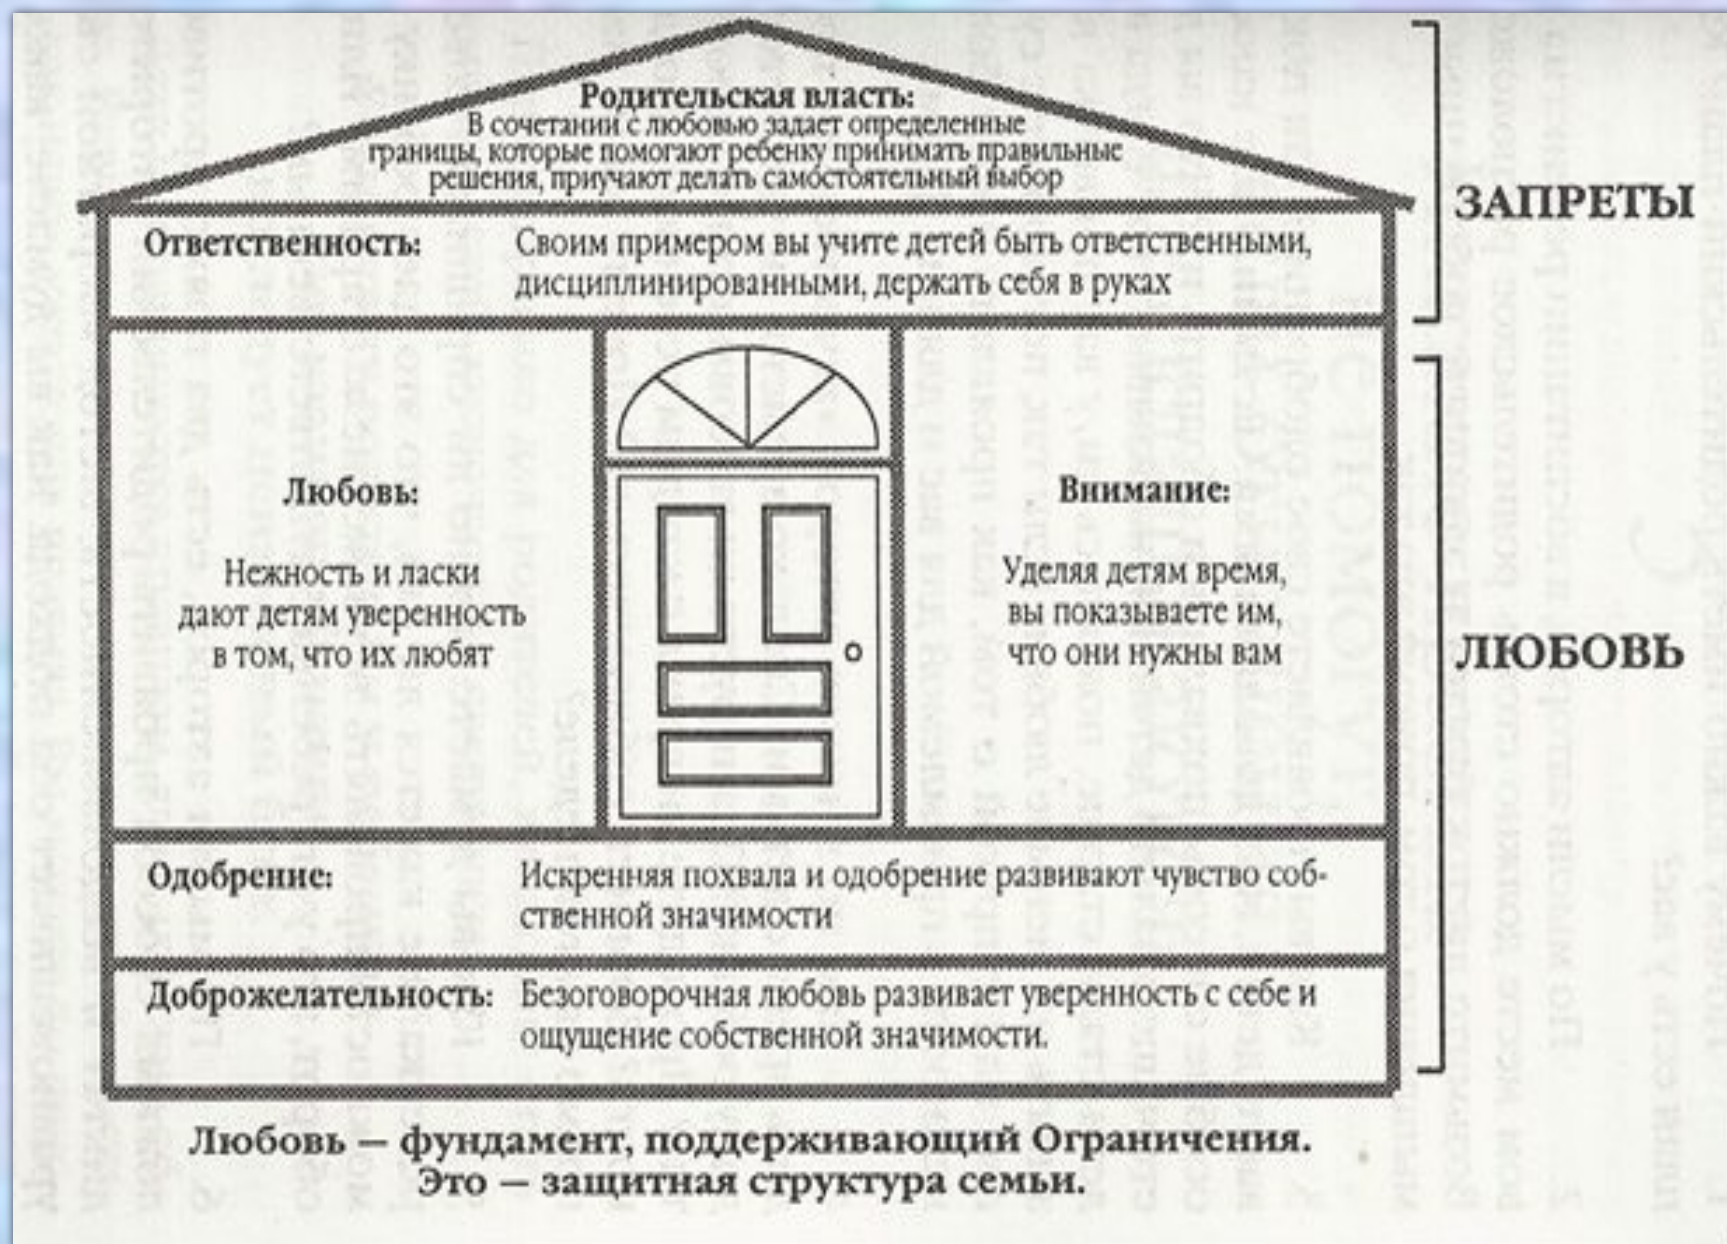 Родительская власть:
В сочетании с любовью задает определенные
границы, которые помогают ребенку принимать правильные
решения, приучают делать самостоятельный выбор
ЗАПРЕТЫ
Ответственность: Своим примером вы учите детей быть ответственными,
дисциплинированными, держать себя в руках
Любовь:
Нежность и ласки
дают детям уверенность
в том, что их любят
Внимание:
Уделяя детям время,
вы показываете им,
что они нужны вам
ЛЮБОВЬ
Одобрение: Искренняя похвала и одобрение развивают чувство соб-
ственной значимости
Доброжелательность: Безоговорочная любовь развивает уверенность с себе и
ощущение собственной значимости.
Любовь — фундамент, поддерживающий Ограничения.
Это — защитная структура семьи.